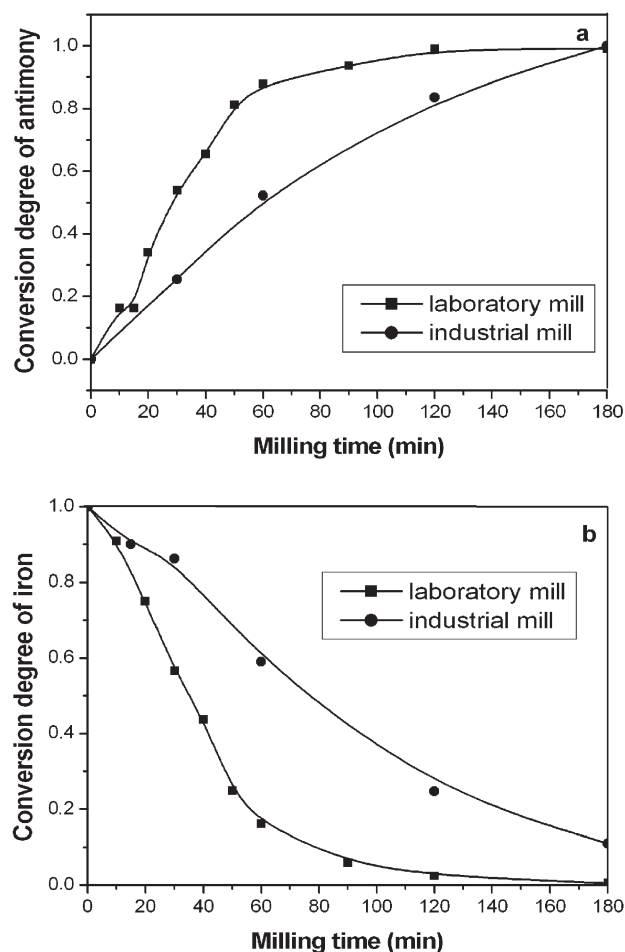 a
Conversion degree of antimony
1.0
0.8
0.6
0.4
0.2
0.0
laboratory mill
industrial mill
0 20 40 60 80 100 120 140 160 180
Milling time (min)
b
Conversion degree of iron
1.0
0.8
0.6
0.4
0.2
0.0
laboratory mill
industrial mill
0 20 40 60 80 100 120 140 160 180
Milling time (min)